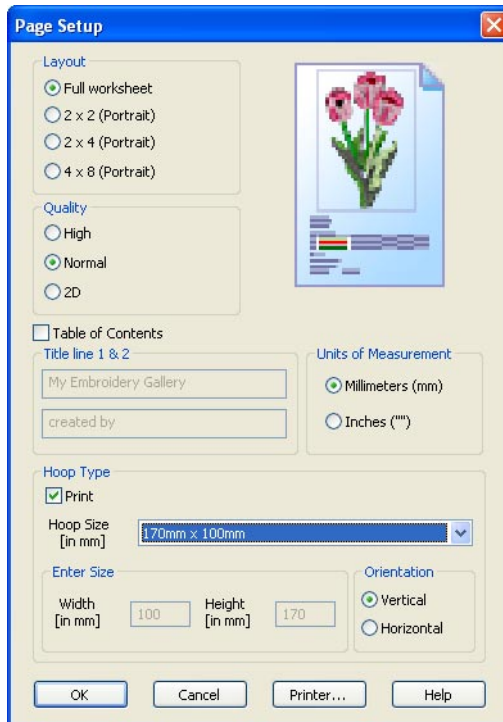 Page Setup
Layout
Full worksheet
2 x 2 (Portrait)
2 x 4 (Portrait)
4 x 8 (Portrait)
Quality
High
Normal
2D
Table of Contents
Title line 1 & 2
My Embroidery Gallery
created by
Units of Measurement
Millimeters (mm)
Inches ("")
Hoop Type
Print
Hoop Size
[in mm]
170mm x 100mm
Enter Size
Width
[in mm]
100
Height
[in mm]
170
Orientation
Vertical
Horizontal
OK
Cancel
Printer...
Help